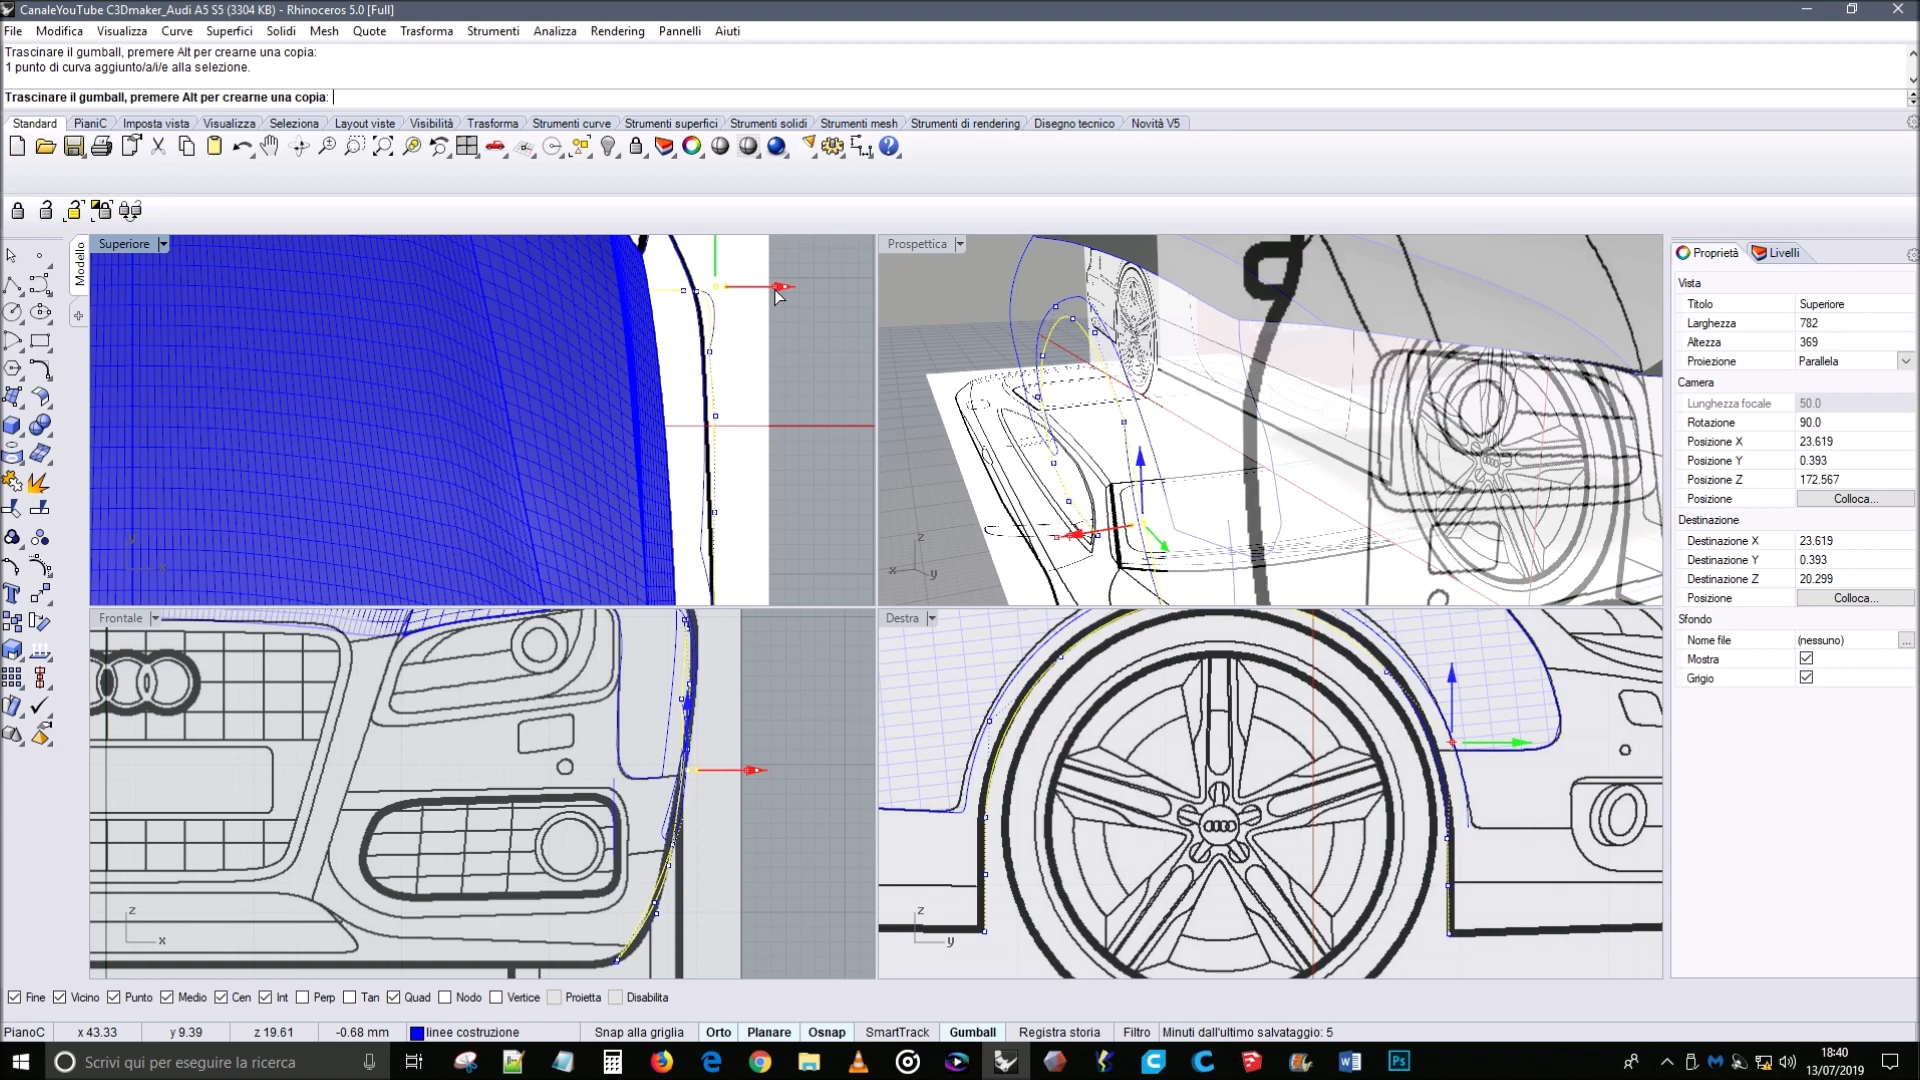 CanaleYouTube C3Dmaker_Audi A5 S5 (3304 KB) - Rhinoceros 5.0 [Full]
File Modifica Visualizza Curve Superfici Solidi Mesh Quote Trasforma Strumenti Analizza Rendering Pannelli Aiuti
Trascinare il gumball, premere Alt per crearne una copia:
1 punto di curva aggiunto/a/i/e alla selezione.
Trascinare il gumball, premere Alt per crearne una copia:
Standard PianiC Imposta vista Visualizza Seleziona Layout viste Visibilità Trasforma Strumenti curve Strumenti superfici Strumenti solidi Strumenti mesh Strumenti di rendering Disegno tecnico Novità V5
Modello
Superiore
Prospettica
z
x y
Frontale
z
x
Destra
z
y
Proprietà Livelli
Vista
Titolo Superiore
Larghezza 782
Altezza 369
Proiezione Parallela
Camera
Lunghezza focale 50.0
Rotazione 90.0
Posizione X 23.619
Posizione Y 0.393
Posizione Z 172.567
Posizione Colloca...
Destinazione
Destinazione X 23.619
Destinazione Y 0.393
Destinazione Z 20.299
Posizione Colloca...
Sfondo
Nome file (nessuno) ...
Mostra
Grigio
Fine Vicino Punto Medio Cen Int Perp Tan Quad Nodo Vertice Proietta Disabilita
PianoC x 43.33 y 9.39 z 19.61 -0.68 mm linee costruzione Snap alla griglia Orto Planare Osnap SmartTrack Gumball Registra storia Filtro Minuti dall'ultimo salvataggio: 5
Scrivi qui per eseguire la ricerca
18:40
13/07/2019